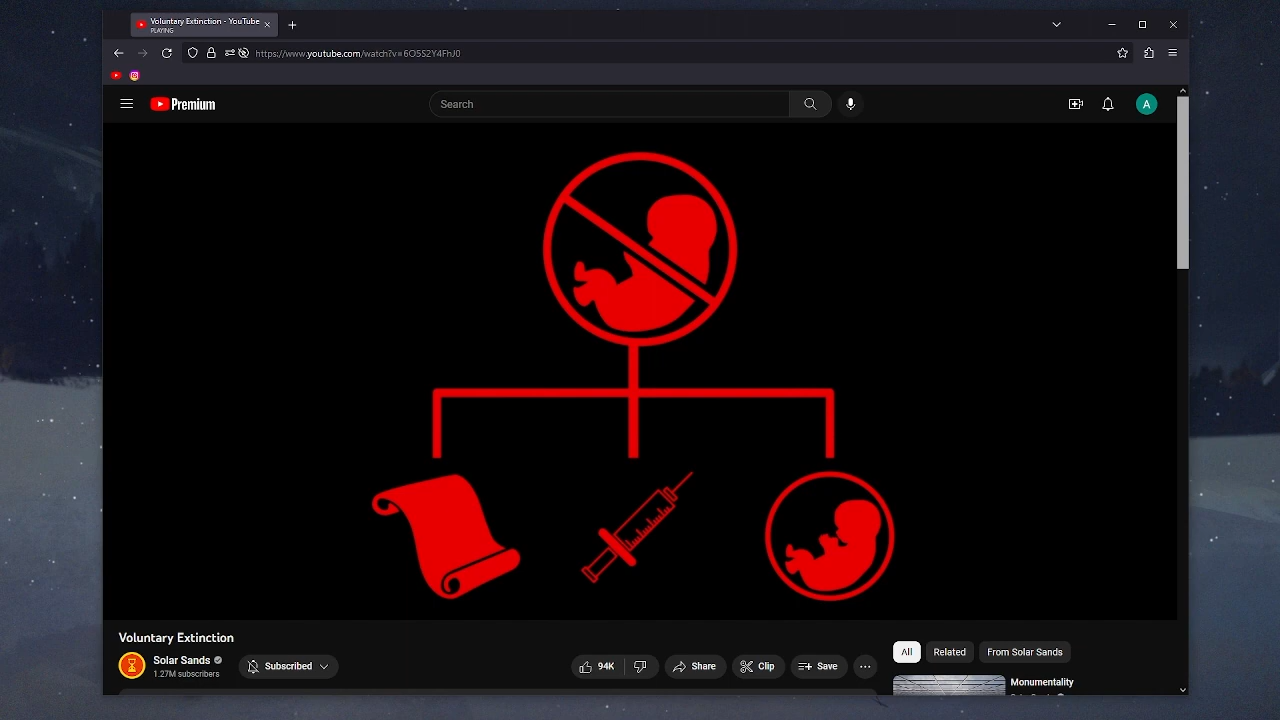 Voluntary Extinction - YouTube
PLAYING
https://www.youtube.com/watch?v=6O5S2Y4FhJ0
Premium
Search
A
Voluntary Extinction
Solar Sands
1.27M subscribers
Subscribed
94K
Share
Clip
Save
All
Related
From Solar Sands
Monumentality